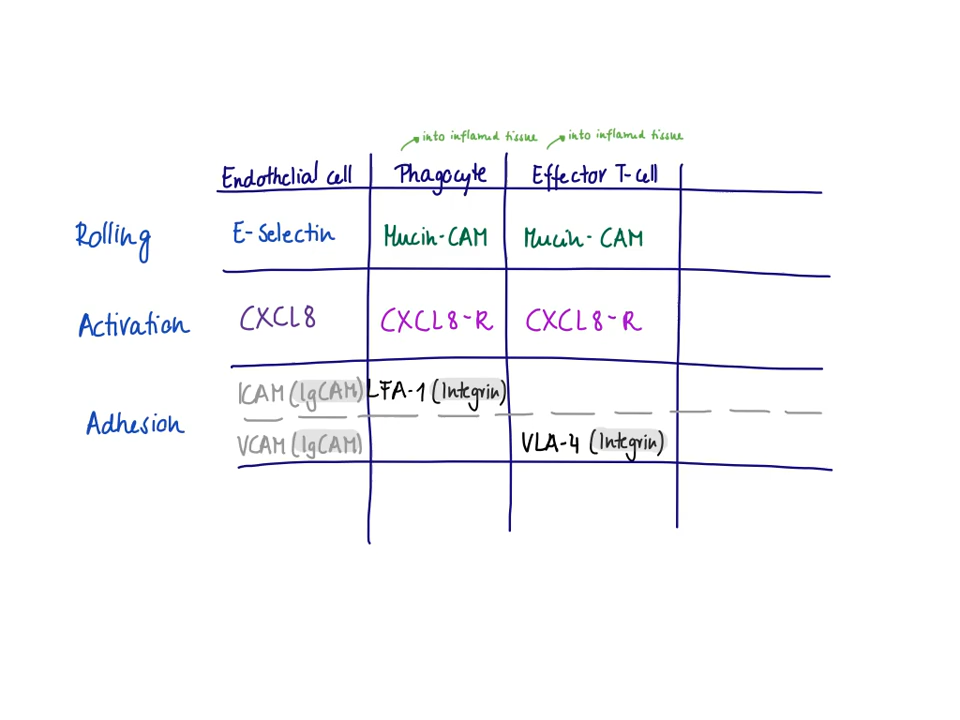 into inflamed tissue into inflamed tissue
Endothelial cell Phagocyte Effector T-cell
Rolling E-Selectin Mucin-CAM Mucin-CAM
Activation CXCL8 CXCL8-R CXCL8-R
ICAM (IgCAM) LFA-1 (Integrin)
Adhesion
VCAM (IgCAM) VLA-4 (Integrin)